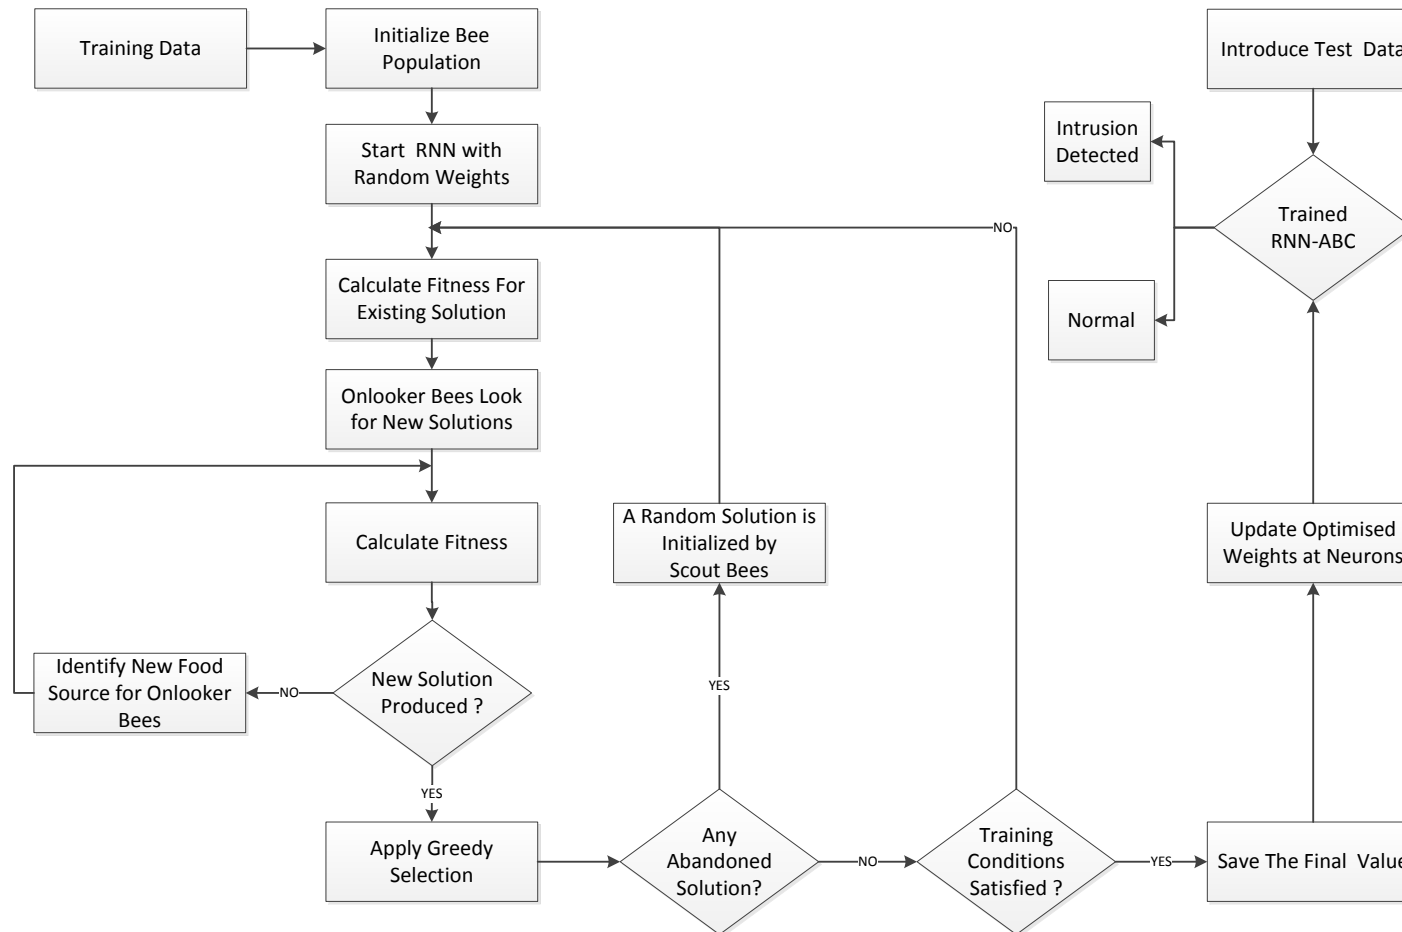 Training Data
Initialize Bee
Population
Introduce Test Data
Start RNN with
Random Weights
Intrusion
Detected
Trained
RNN-ABC
NO
Calculate Fitness For
Existing Solution
Normal
Onlooker Bees Look
for New Solutions
Calculate Fitness
A Random Solution is
Initialized by
Scout Bees
Update Optimised
Weights at Neurons
Identify New Food
Source for Onlooker
Bees
NO
New Solution
Produced ?
YES
YES
Apply Greedy
Selection
Any
Abandoned
Solution?
NO
Training
Conditions
Satisfied ?
YES
Save The Final Value